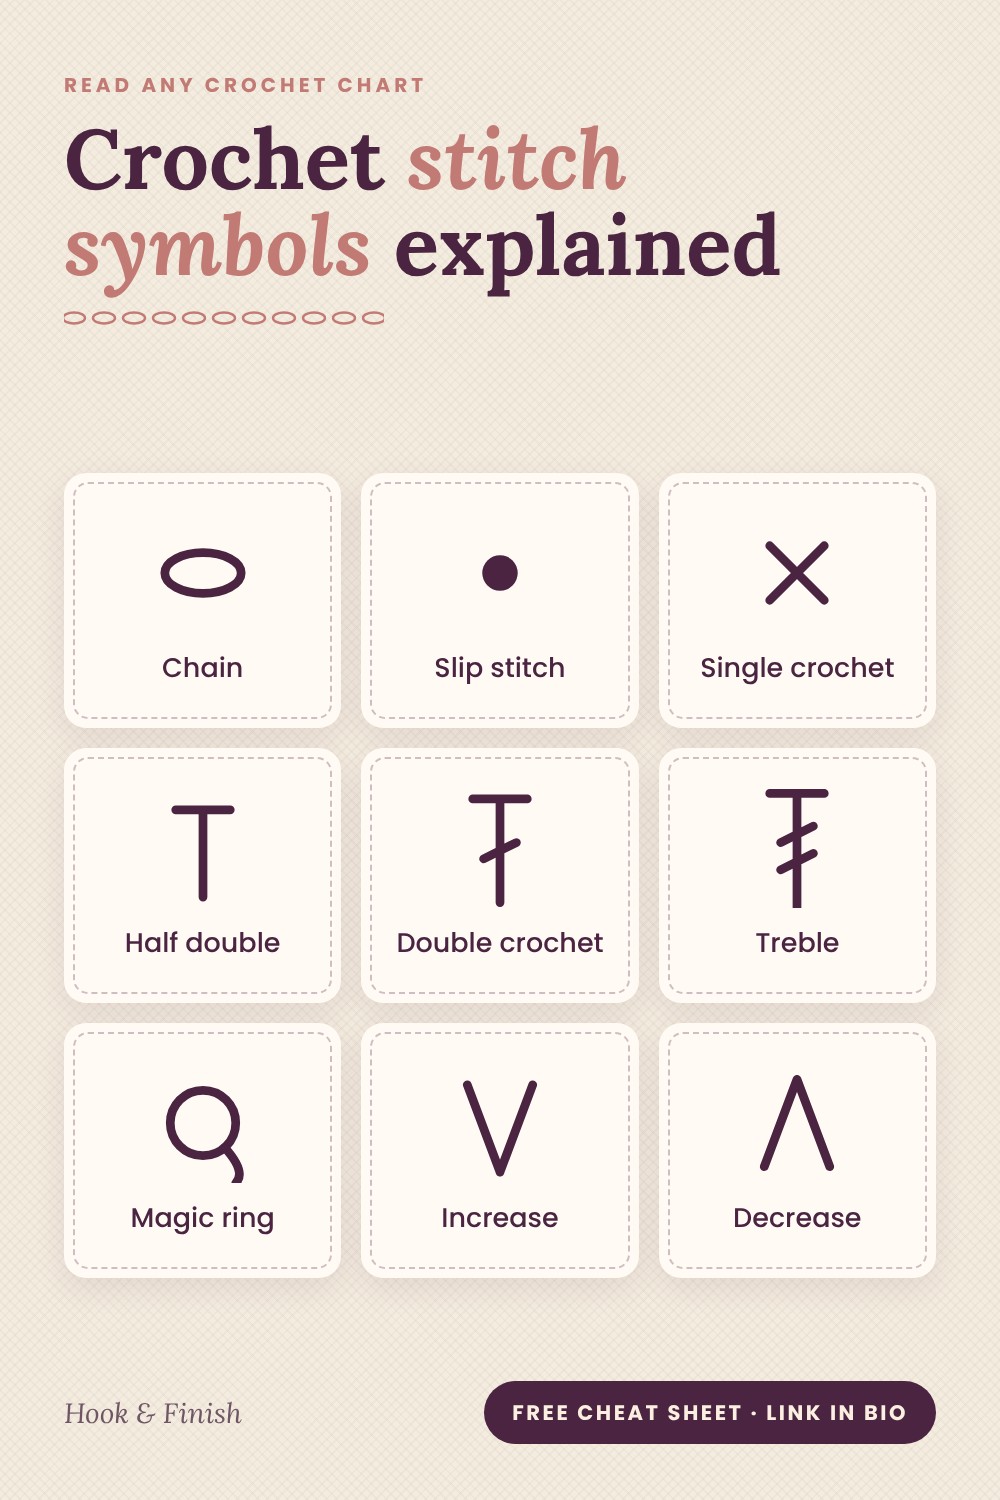 READ ANY CROCHET CHART
Crochet stitch
symbols explained
Chain
Slip stitch
Single crochet
Half double
Double crochet
Treble
Magic ring
Increase
Decrease
Hook & Finish
FREE CHEAT SHEET · LINK IN BIO